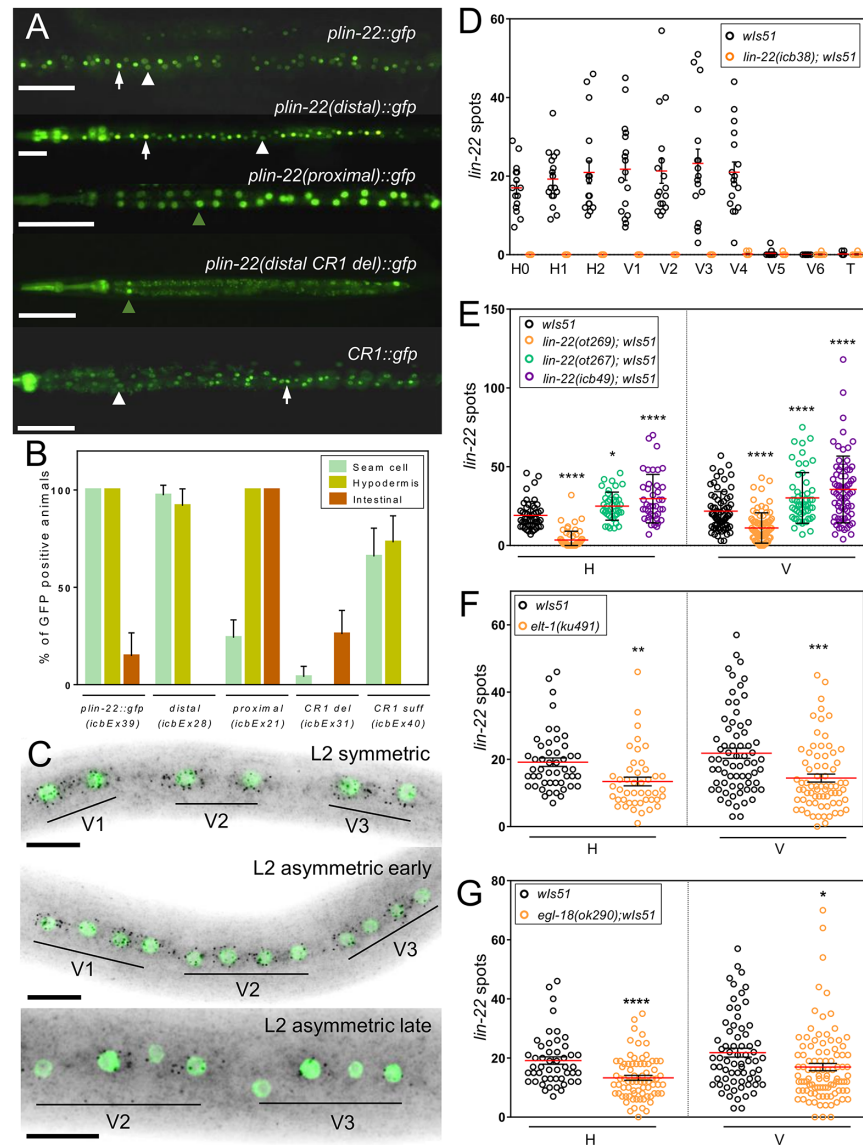 A
plin-22::gfp
plin-22(distal)::gfp
plin-22(proximal)::gfp
plin-22(distal CR1 del)::gfp
CR1::gfp
B
% of GFP positive animals
100
50
0
Seam cell
Hypodermis
Intestinal
plin-22::gfp distal proximal CR1 del CR1 suff
(icbEx39) (icbEx28) (icbEx21) (icbEx31) (icbEx40)
C
L2 symmetric
V1 V2 V3
L2 asymmetric early
V1 V2 V3
L2 asymmetric late
V2 V3
D
lin-22 spots
60
40
20
0
wIs51
lin-22(icb38); wIs51
H0 H1 H2 V1 V2 V3 V4 V5 V6 T
E
lin-22 spots
150
100
50
0
wIs51
lin-22(ot269); wIs51
lin-22(ot267); wIs51
lin-22(icb49); wIs51
**** * **** **** **** ****
H V
F
lin-22 spots
60
40
20
0
wIs51
elt-1(ku491)
** ***
H V
G
lin-22 spots
80
60
40
20
0
wIs51
egl-18(ok290);wIs51
**** *
H V